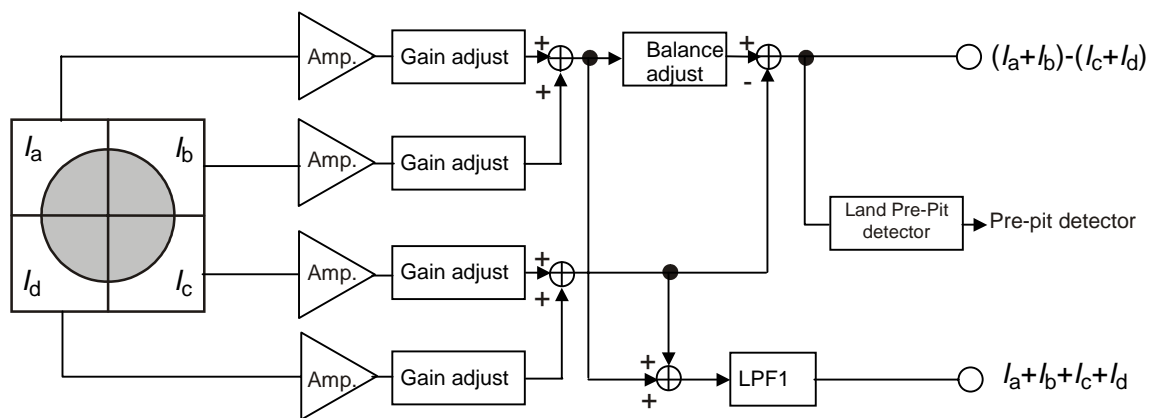 Amp.
Gain adjust
+
+
Balance
adjust
+
-
(Ia+Ib)-(Ic+Id)
Ia
Ib
Amp.
Gain adjust
Land Pre-Pit
detector
Pre-pit detector
Id
Ic
Amp.
Gain adjust
+
+
Amp.
Gain adjust
+
+
LPF1
Ia+Ib+Ic+Id